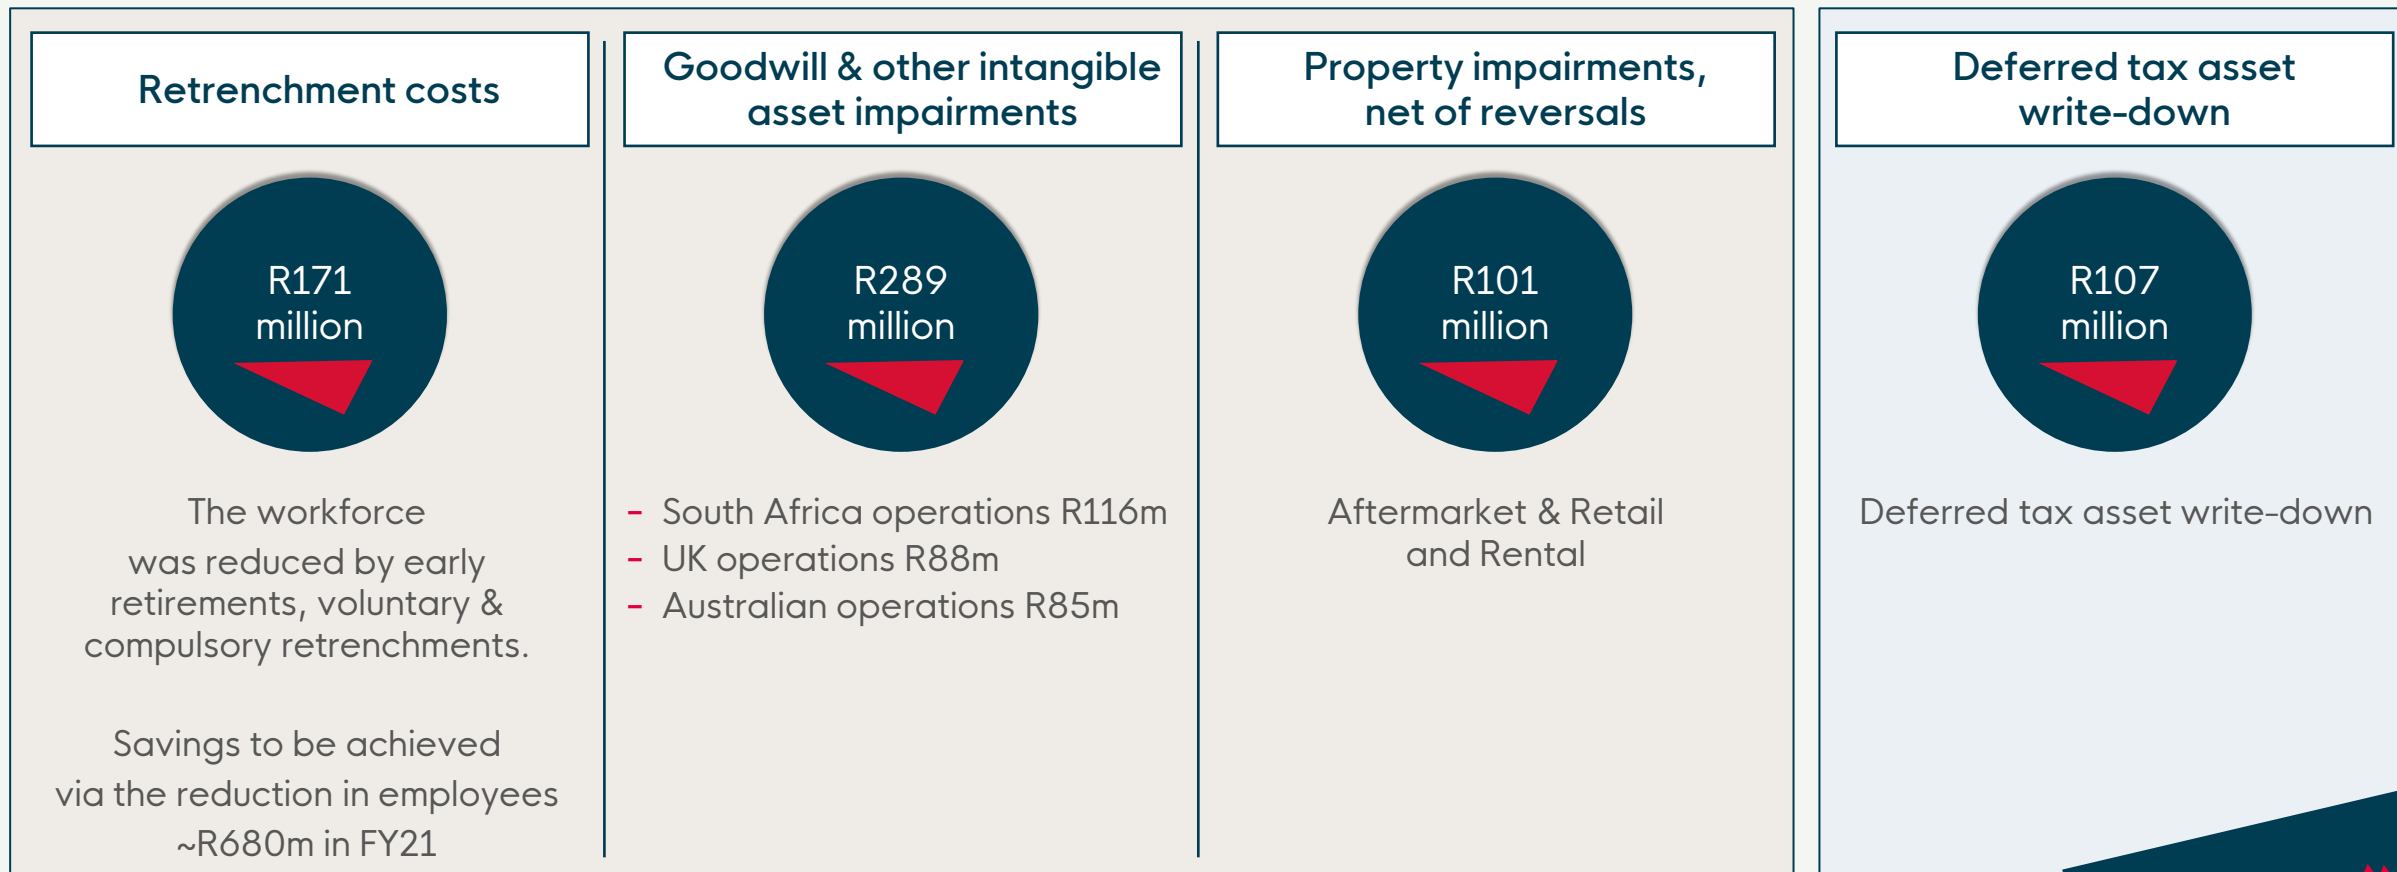 Retrenchment costs
R171
million
The workforce
was reduced by early
retirements, voluntary &
compulsory retrenchments.
Savings to be achieved
via the reduction in employees
~R680m in FY21
Goodwill & other intangible
asset impairments
R289
million
- South Africa operations R116m
- UK operations R88m
- Australian operations R85m
Property impairments,
net of reversals
R101
million
Aftermarket & Retail
and Rental
Deferred tax asset
write-down
R107
million
Deferred tax asset write-down